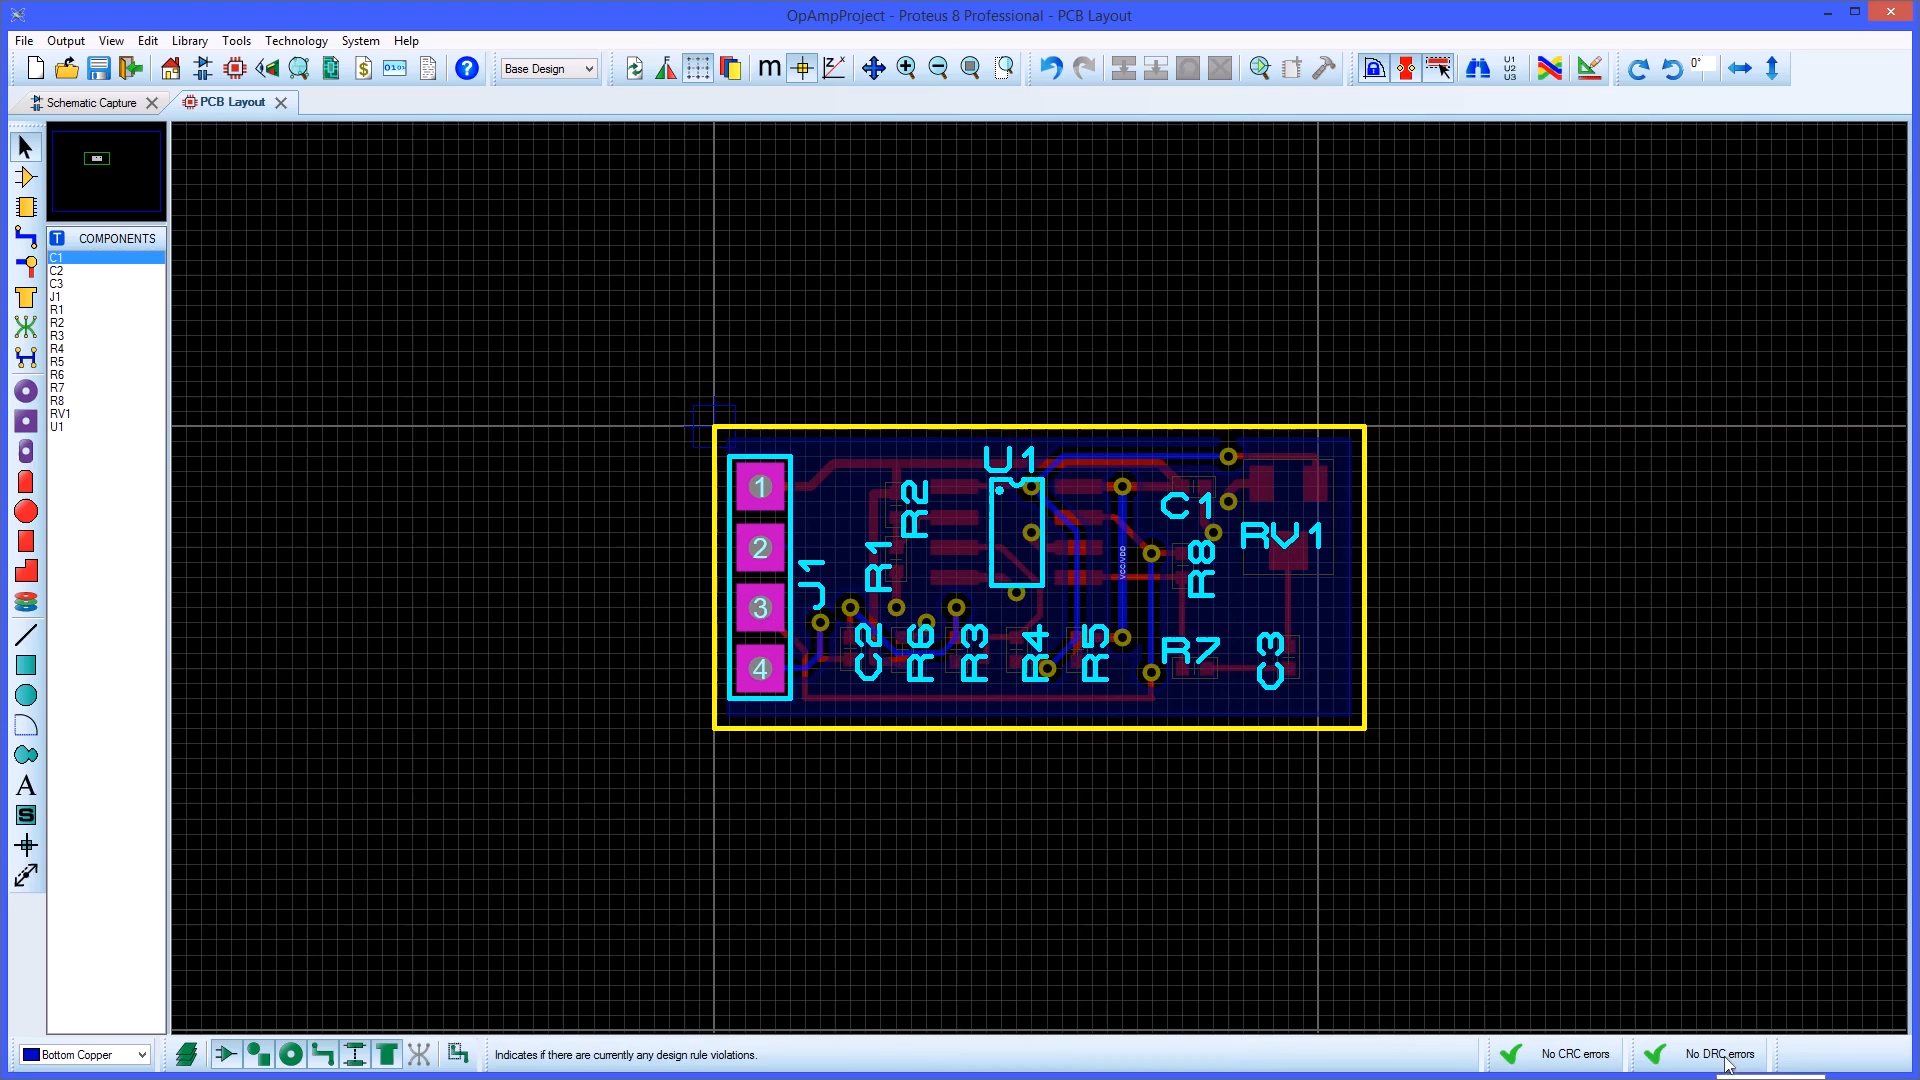 OpAmpProject - Proteus 8 Professional - PCB Layout
File Output View Edit Library Tools Technology System Help
Base Design
m
0°
Schematic Capture
PCB Layout
T COMPONENTS
C1
C2
C3
J1
R1
R2
R3
R4
R5
R6
R7
R8
RV1
U1
U1
1
R2
C1
RV1
2
J1
R1
VCC/VDD
R8
3
4
C2
R6
R3
R4
R5
R7
C3
A
S
Bottom Copper
Indicates if there are currently any design rule violations.
No CRC errors
No DRC errors